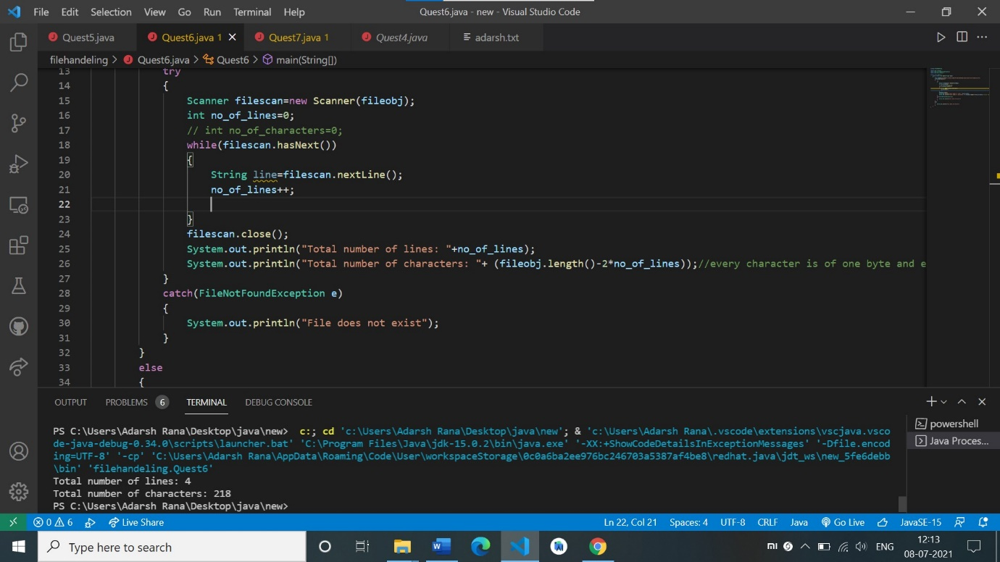 File Edit Selection View Go Run Terminal Help Quest6.java - new - Visual Studio Code
Quest5.java Quest6.java 1 Quest7.java 1 Quest4.java adarsh.txt
filehandeling > Quest6.java > Quest6 > main(String[])
13 try
14 {
15 Scanner filescan=new Scanner(fileobj);
16 int no_of_lines=0;
17 // int no_of_characters=0;
18 while(filescan.hasNext())
19 {
20 String line=filescan.nextLine();
21 no_of_lines++;
22
23 }
24 filescan.close();
25 System.out.println("Total number of lines: "+no_of_lines);
26 System.out.println("Total number of characters: "+ (fileobj.length()-2*no_of_lines));//every character is of one byte and e
27 }
28 catch(FileNotFoundException e)
29 {
30 System.out.println("File does not exist");
31 }
32 }
33 else
34 {
OUTPUT PROBLEMS 6 TERMINAL DEBUG CONSOLE
powershell
Java Proces...
PS C:\Users\Adarsh Rana\Desktop\java\new> c:; cd 'c:\Users\Adarsh Rana\Desktop\java\new'; & 'c:\Users\Adarsh Rana\.vscode\extensions\vscjava.vsco
de-java-debug-0.34.0\scripts\launcher.bat' 'C:\Program Files\Java\jdk-15.0.2\bin\java.exe' '-XX:+ShowCodeDetailsInExceptionMessages' '-Dfile.encod
ing=UTF-8' '-cp' 'C:\Users\Adarsh Rana\AppData\Roaming\Code\User\workspaceStorage\0c0a6ba2ee976bc246703a5387af4be8\redhat.java\jdt_ws\new_5fe6debb
\bin' 'filehandeling.Quest6'
Total number of lines: 4
Total number of characters: 218
PS C:\Users\Adarsh Rana\Desktop\java\new>
0 6 Live Share Ln 22, Col 21 Spaces: 4 UTF-8 CRLF Java Go Live JavaSE-15
Type here to search
ENG
12:13
08-07-2021